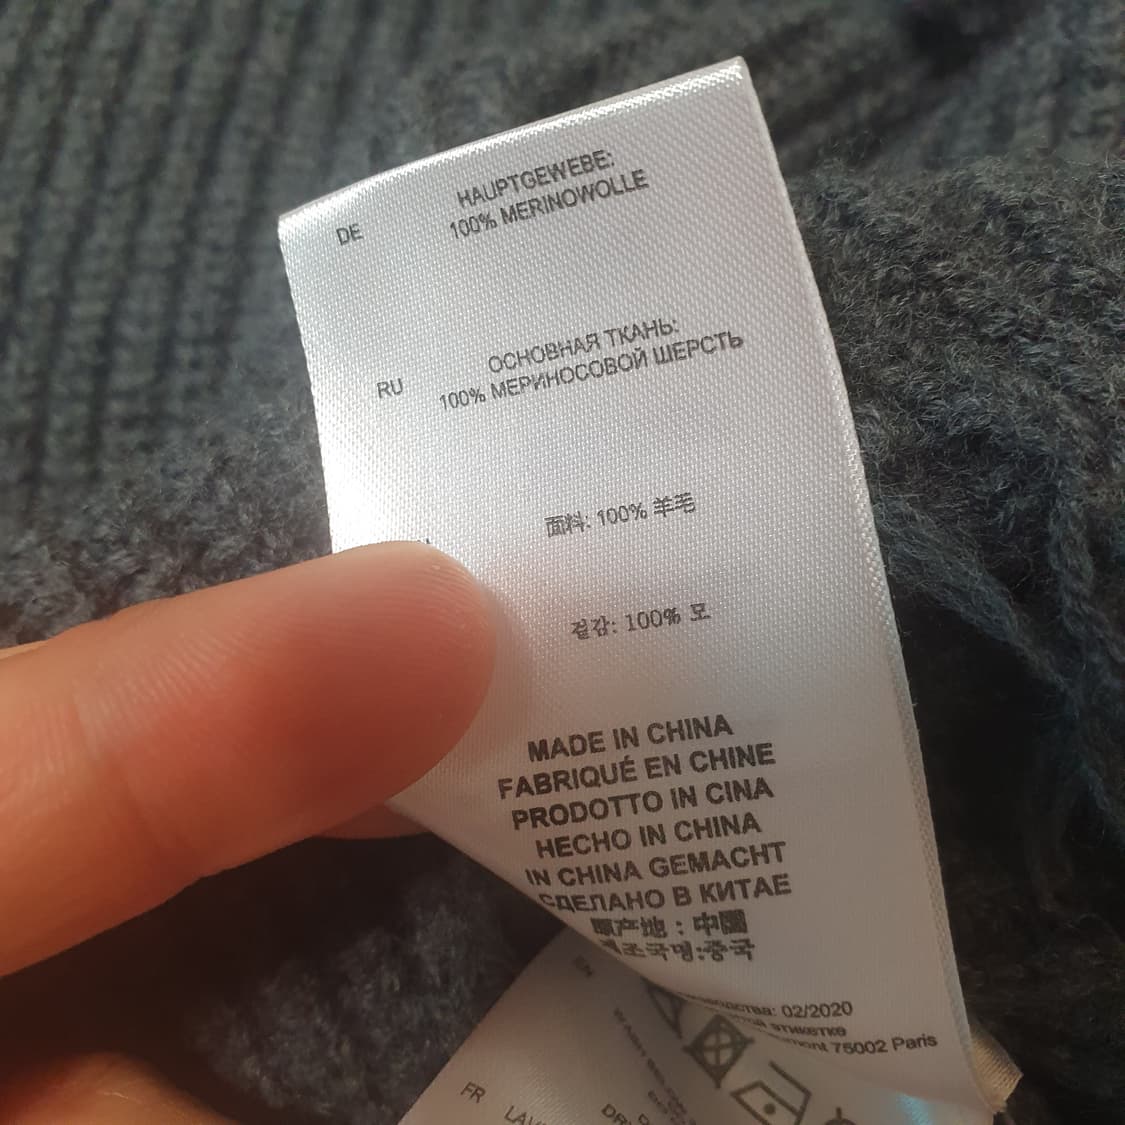 DE
HAUPTGEWEBE:
100% MERINOWOLLE
RU
ОСНОВНАЯ ТКАНЬ:
100% МЕРИНОСОВОЙ ШЕРСТЬ
面料: 100% 羊毛
겉감: 100% 모
MADE IN CHINA
FABRIQUÉ EN CHINE
PRODOTTO IN CINA
HECHO IN CHINA
IN CHINA GEMACHT
СДЕЛАНО В КИТАЕ
原产地 : 中國
제조국명:중국
02/2020
этикетке
75002 Paris
FR